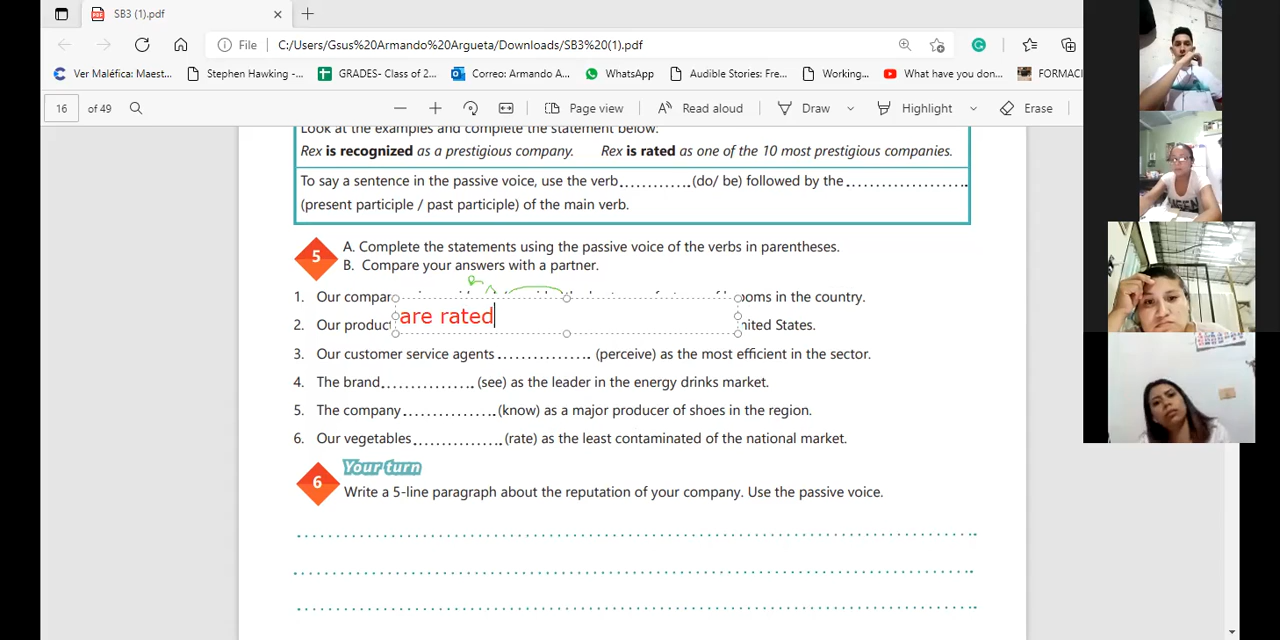 SB3 (1).pdf
File C:/Users/Gsus%20Armando%20Argueta/Downloads/SB3%20(1).pdf
Ver Maléfica: Maest... Stephen Hawking -... GRADES- Class of 2... Correo: Armando A... WhatsApp Audible Stories: Fre... Working... What have you don... FORMACI
16 of 49 Page view Read aloud Draw Highlight Erase
Look at the examples and complete the statement below:
Rex is recognized as a prestigious company. Rex is rated as one of the 10 most prestigious companies.
To say a sentence in the passive voice, use the verb............(do/ be) followed by the.....................
(present participle / past participle) of the main verb.
5 A. Complete the statements using the passive voice of the verbs in parentheses.
B. Compare your answers with a partner.
1. Our compan ooms in the country.
2. Our product are rated nited States.
3. Our customer service agents ................ (perceive) as the most efficient in the sector.
4. The brand................ (see) as the leader in the energy drinks market.
5. The company................ (know) as a major producer of shoes in the region.
6. Our vegetables................ (rate) as the least contaminated of the national market.
6 Your turn
Write a 5-line paragraph about the reputation of your company. Use the passive voice.